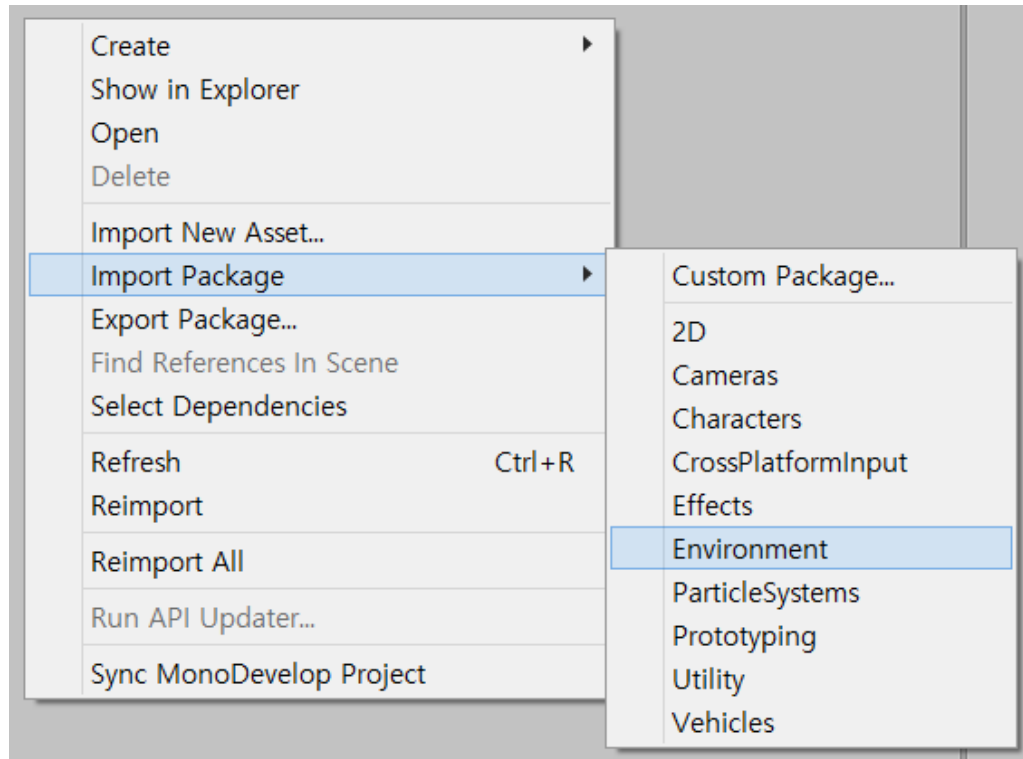 Create
Show in Explorer
Open
Delete
Import New Asset...
Import Package
Export Package...
Find References In Scene
Select Dependencies
Refresh Ctrl+R
Reimport
Reimport All
Run API Updater...
Sync MonoDevelop Project
Custom Package...
2D
Cameras
Characters
CrossPlatformInput
Effects
Environment
ParticleSystems
Prototyping
Utility
Vehicles